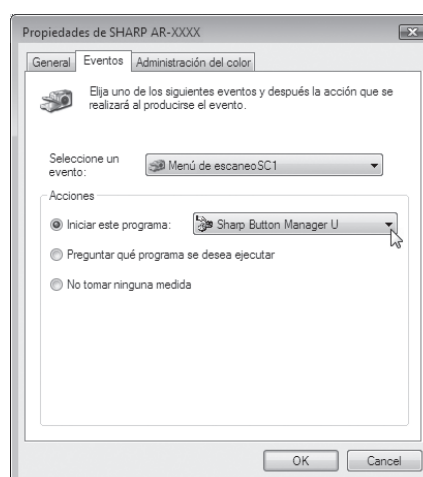 Propiedades de SHARP AR-XXXX
General
Eventos
Administración del color
Elija uno de los siguientes eventos y después la acción que se
realizará al producirse el evento.
Seleccione un
evento:
Menú de escaneoSC1
Acciones
Iniciar este programa:
Sharp Button Manager U
Preguntar qué programa se desea ejecutar
No tomar ninguna medida
OK
Cancel